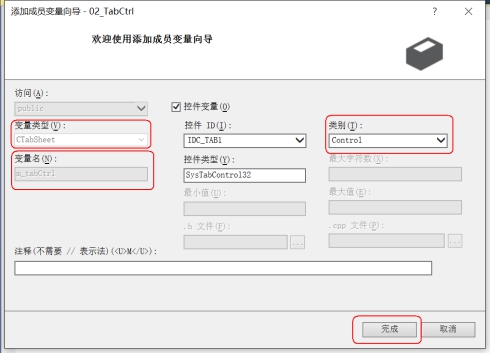 添加成员变量向导 - 02_TabCtrl
欢迎使用添加成员变量向导
访问(A):
public
控件变量(O)
变量类型(V):
CTabSheet
控件 ID(I):
IDC_TAB1
类别(T):
Control
变量名(N):
m_tabCtrl
控件类型(Y):
SysTabControl32
最大字符数(X):
最小值(U):
最大值(E):
.h 文件(F):
...
.cpp 文件(P):
...
注释(不需要 // 表示法)(<U>M</U>):
完成
取消